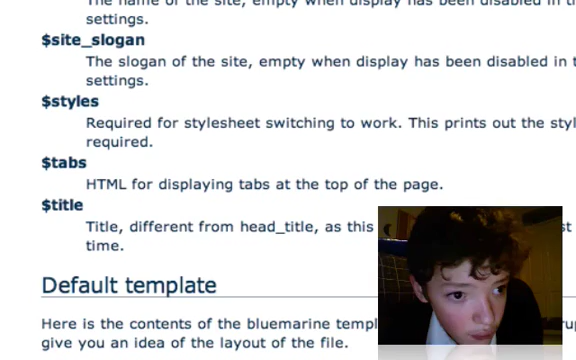 The name of the site, empty when display has been disabled in
settings.
$site_slogan
The slogan of the site, empty when display has been disabled in
settings.
$styles
Required for stylesheet switching to work. This prints out the
required.
$tabs
HTML for displaying tabs at the top of the page.
$title
Title, different from head_title, as this
time.
Default template
Here is the contents of the bluemarine
give you an idea of the layout of the file.